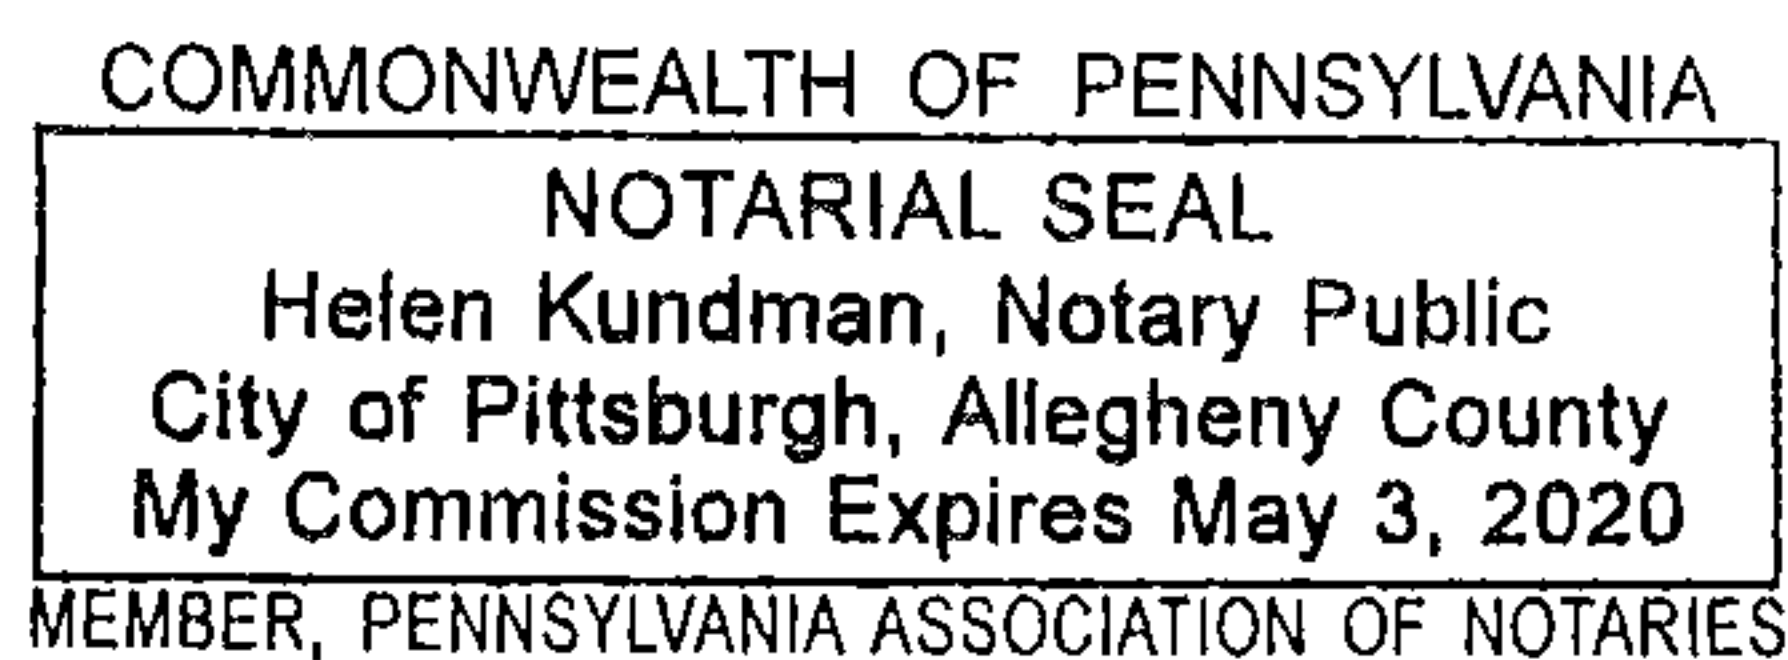 COMMONWEALTH OF PENNSYLVANIA
NOTARIAL SEAL
Helen Kundman, Notary Public
City of Pittsburgh, Allegheny County
My Commission Expires May 3, 2020
MEMBER, PENNSYLVANIA ASSOCIATION OF NOTARIES